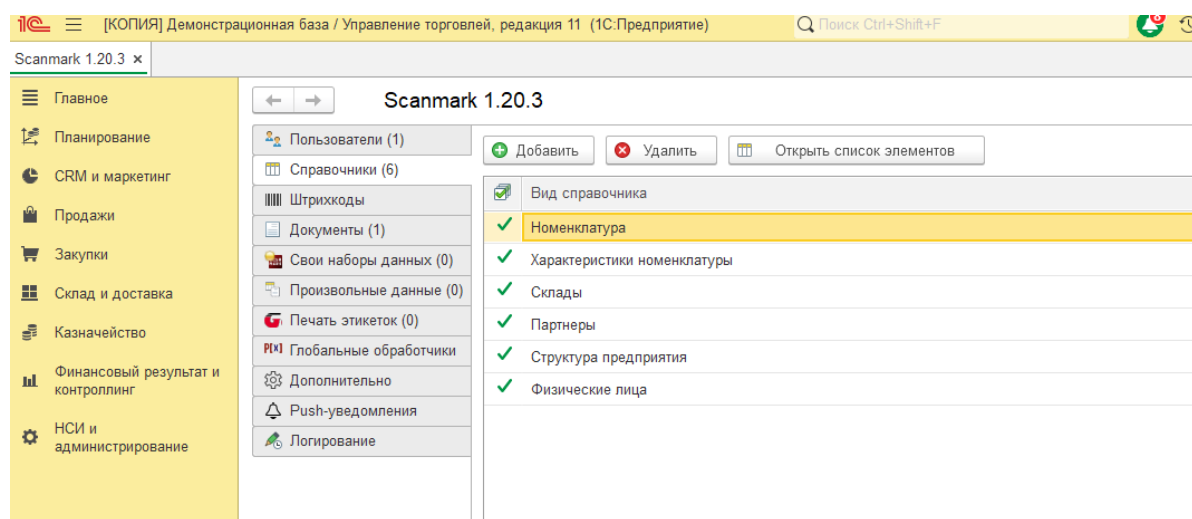 1С [КОПИЯ] Демонстрационная база / Управление торговлей, редакция 11 (1С:Предприятие) Поиск Ctrl+Shift+F 8
Scanmark 1.20.3 ×
Главное
Планирование
CRM и маркетинг
Продажи
Закупки
Склад и доставка
Казначейство
Финансовый результат и
контроллинг
НСИ и
администрирование
Scanmark 1.20.3
Пользователи (1)
Справочники (6)
Штрихкоды
Документы (1)
Свои наборы данных (0)
Произвольные данные (0)
Печать этикеток (0)
P[x] Глобальные обработчики
Дополнительно
Push-уведомления
Логирование
Добавить Удалить Открыть список элементов
Вид справочника
Номенклатура
Характеристики номенклатуры
Склады
Партнеры
Структура предприятия
Физические лица